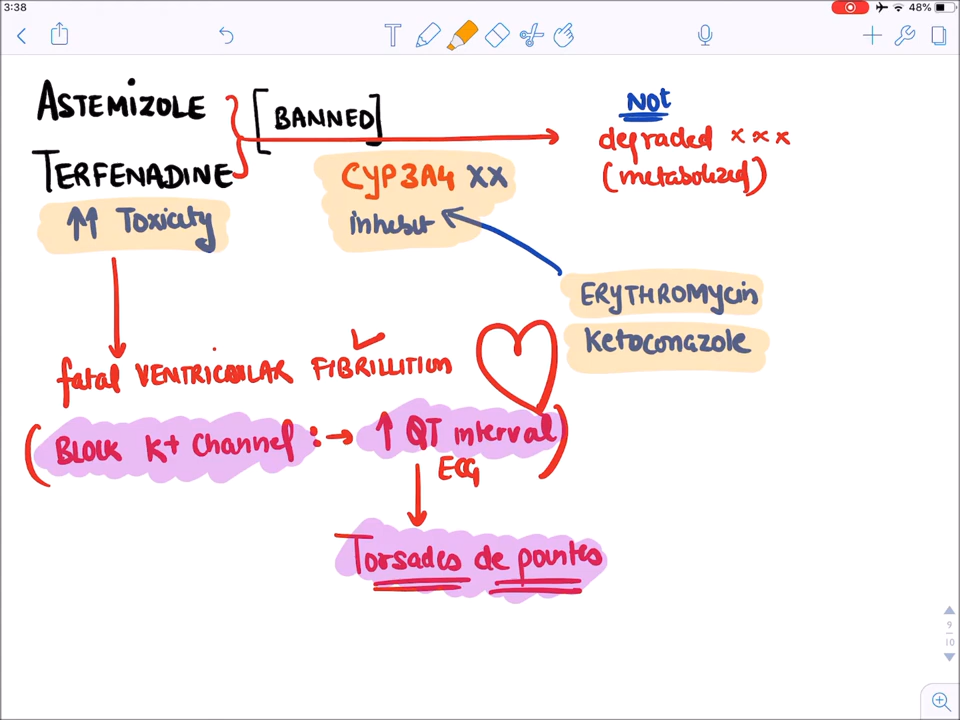 3:38
48%
T
ASTEMIZOLE
[BANNED]
NOt
degraded x x x
(metabolized)
TERFENADINE
CYP3A4 XX
inhibit
↑↑ Toxicity
ERYTHROMYcin
Ketoconazole
fatal VENTRICULAR FIBRILLITION
(BLOCK K+ Channel :→ ↑ QT interval)
ECG
Torsades de pointes
9
10